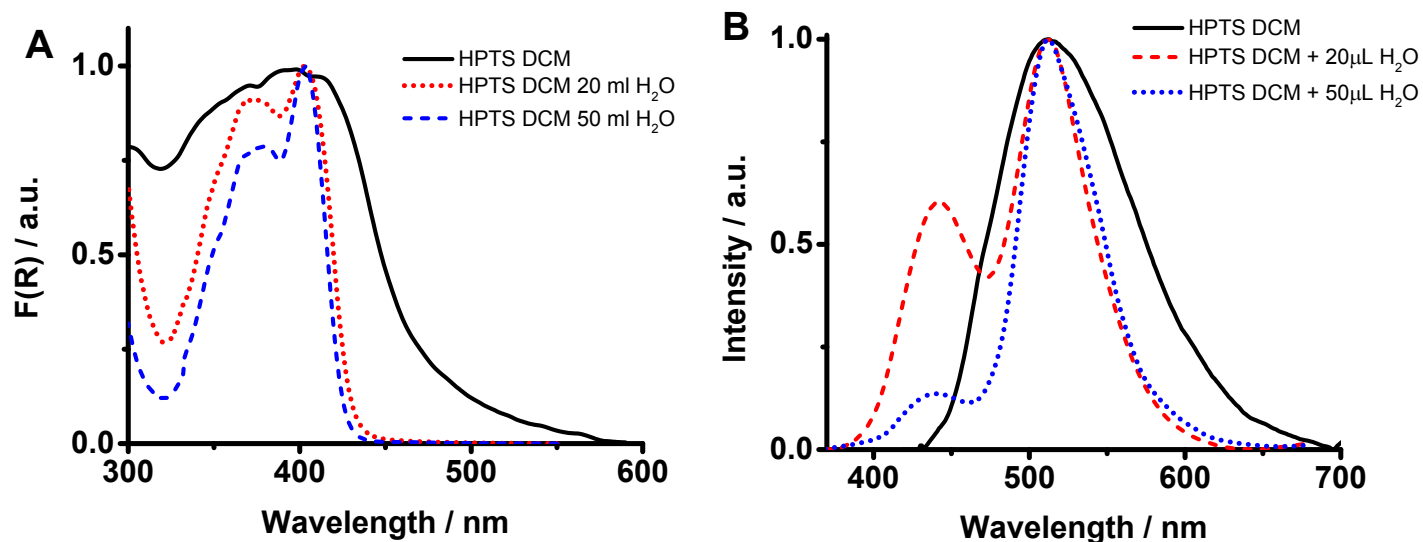 A
HPTS DCM
HPTS DCM 20 ml H₂O
HPTS DCM 50 ml H₂O
1.0
0.5
0.0
F(R) / a.u.
300
400
500
600
Wavelength / nm
B
HPTS DCM
HPTS DCM + 20μL H₂O
HPTS DCM + 50μL H₂O
1.0
0.5
0.0
Intensity / a.u.
400
500
600
700
Wavelength / nm